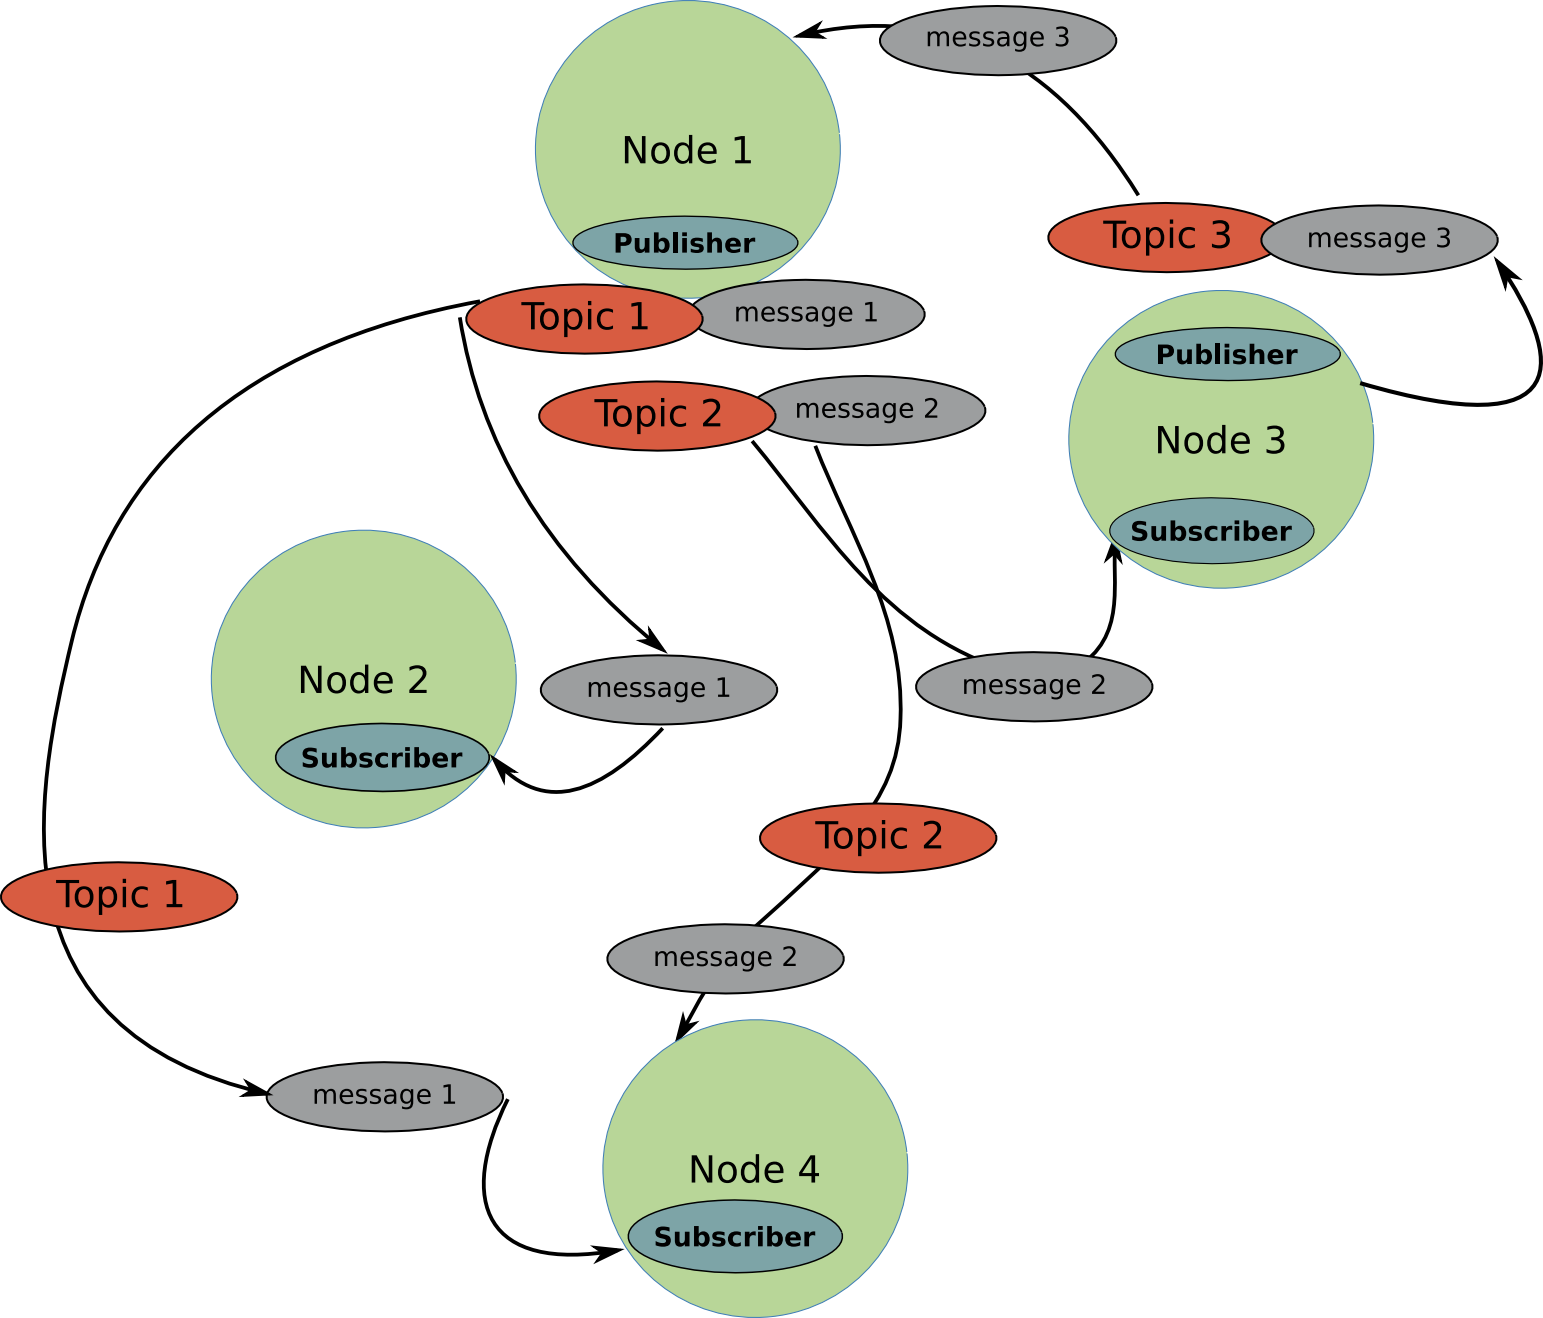 message 3
Node 1
Publisher
Topic 3
message 3
Topic 1
message 1
Publisher
Topic 2
message 2
Node 3
Subscriber
Node 2
message 1
message 2
Subscriber
Topic 2
Topic 1
message 2
message 1
Node 4
Subscriber